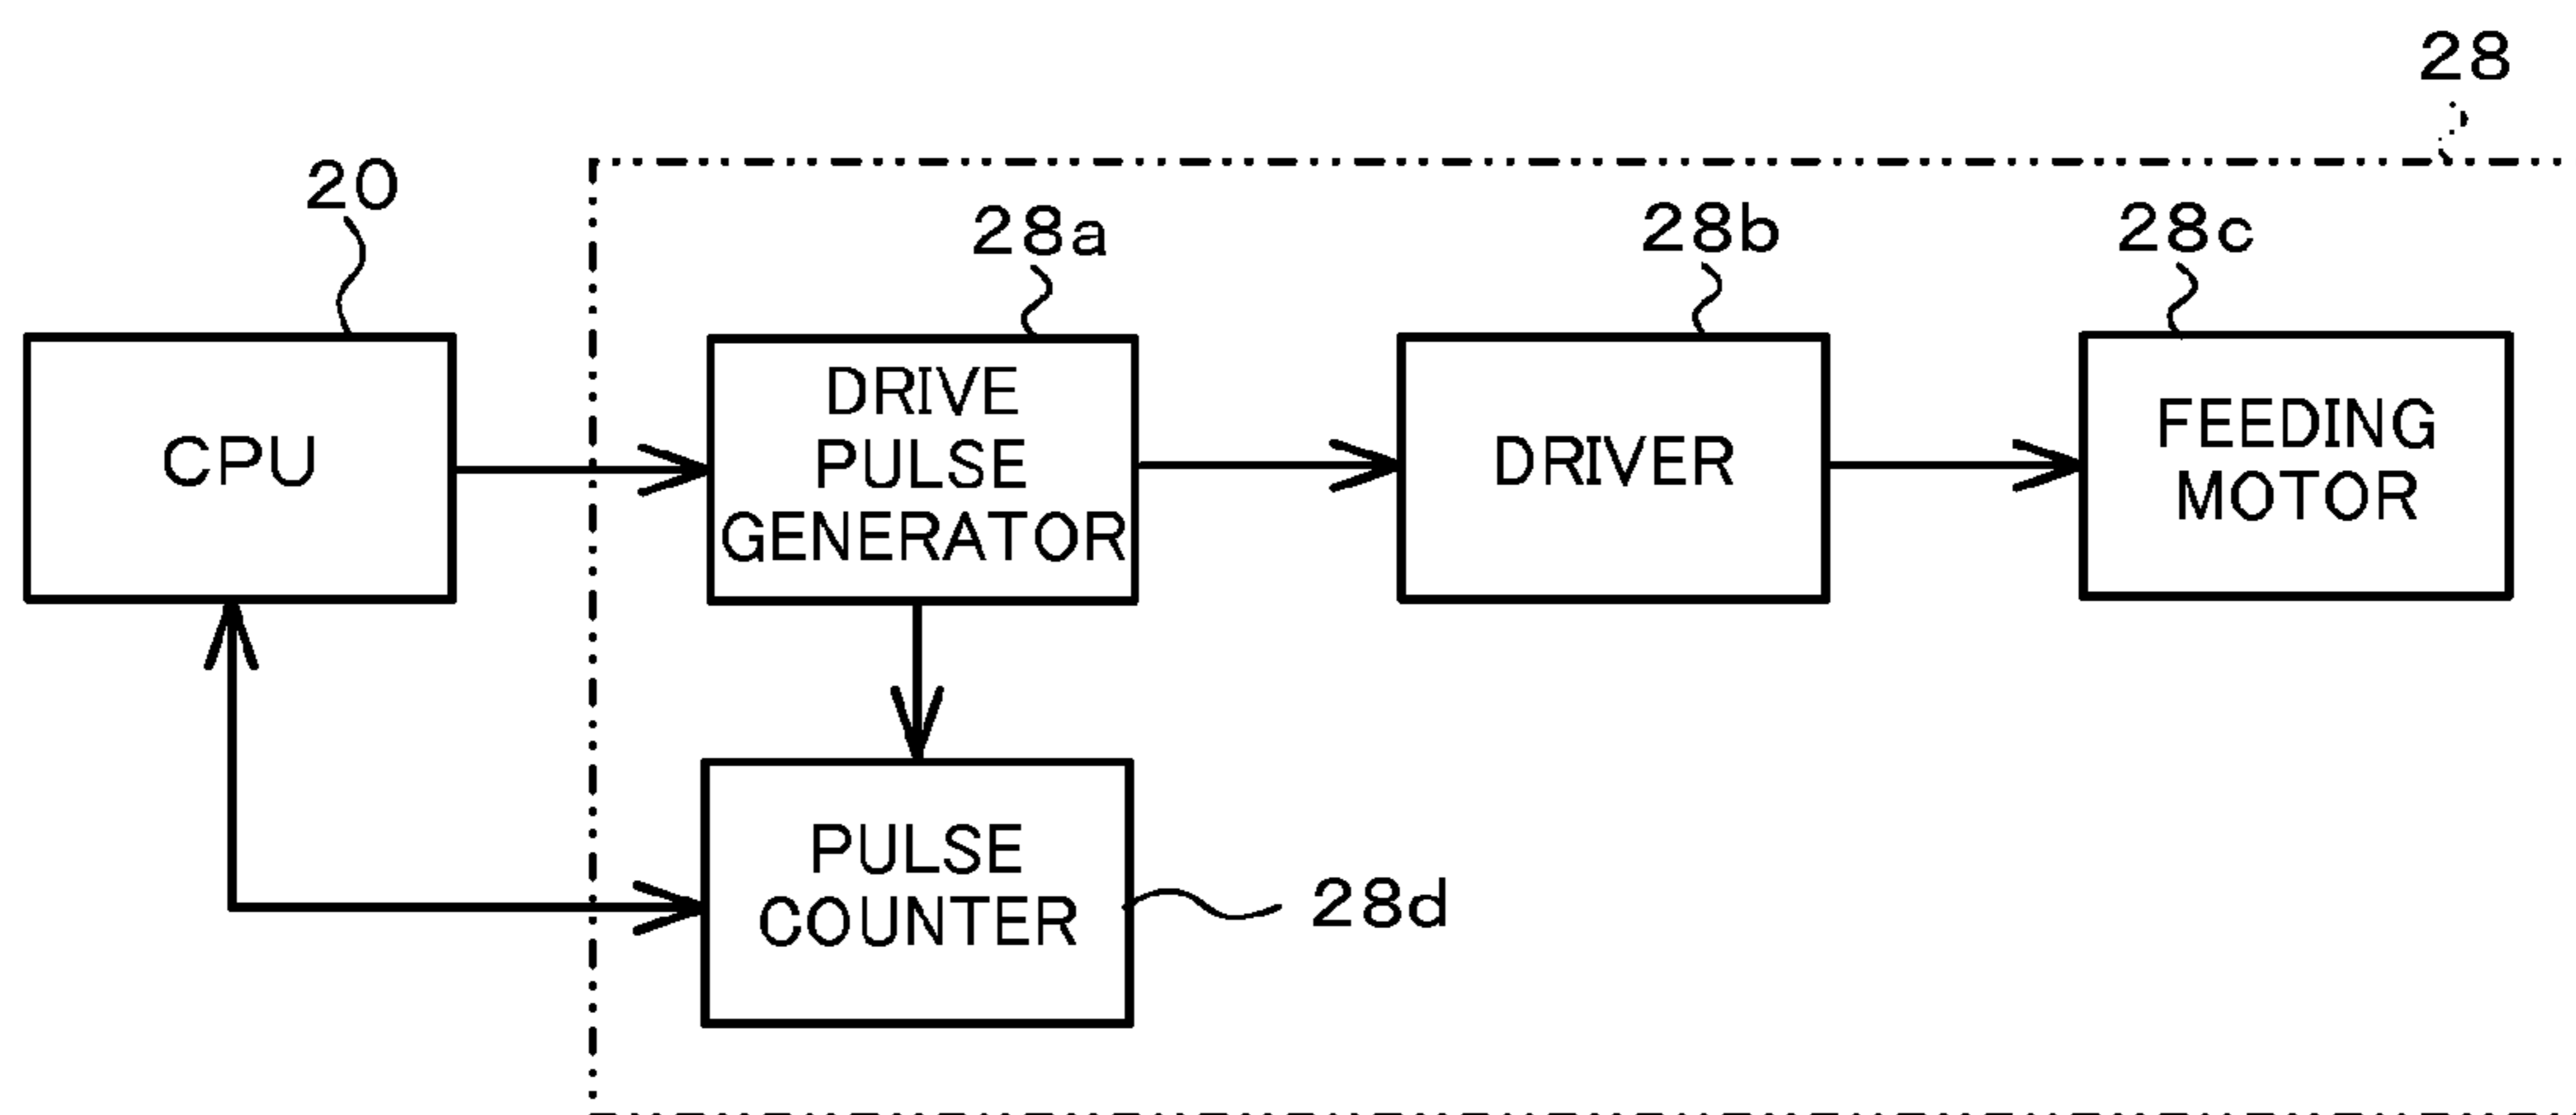 28
20
28a
28b
28c
CPU
DRIVE
PULSE
GENERATOR
DRIVER
FEEDING
MOTOR
PULSE
COUNTER
28d